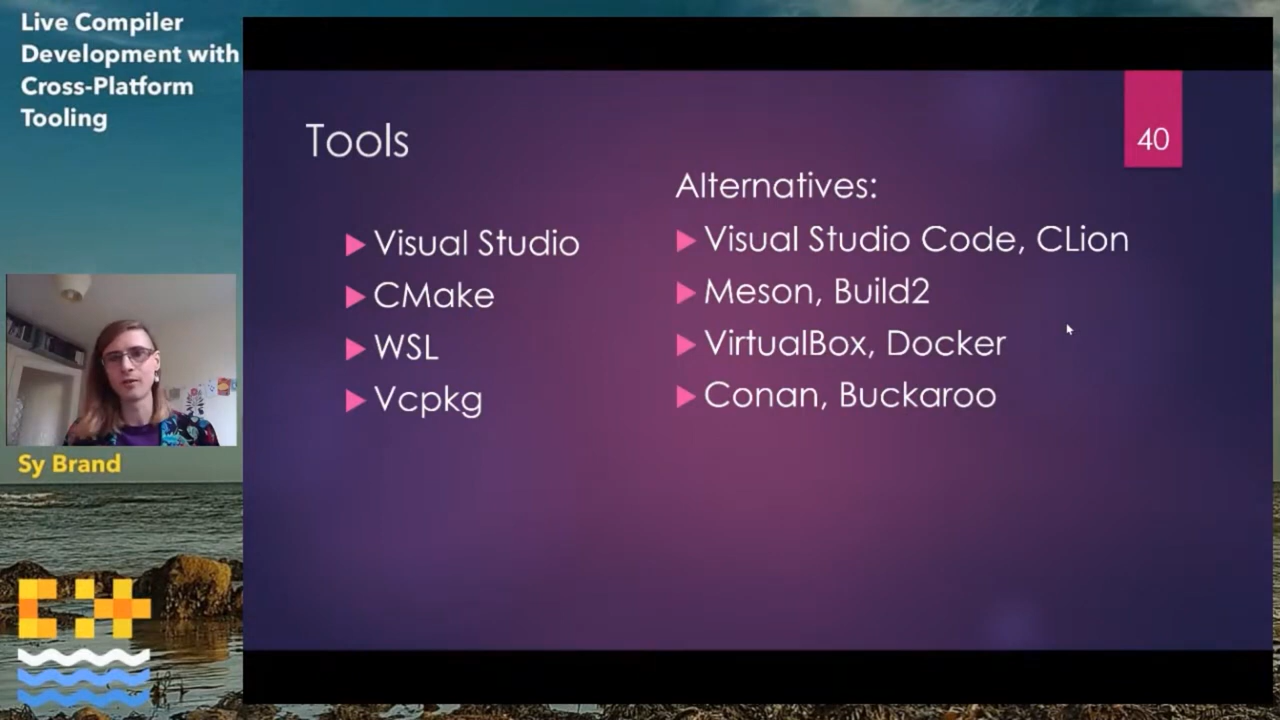 Live Compiler
Development with
Cross-Platform
Tooling
Tools
40
Visual Studio
CMake
WSL
Vcpkg
Alternatives:
Visual Studio Code, CLion
Meson, Build2
VirtualBox, Docker
Conan, Buckaroo
Sy Brand